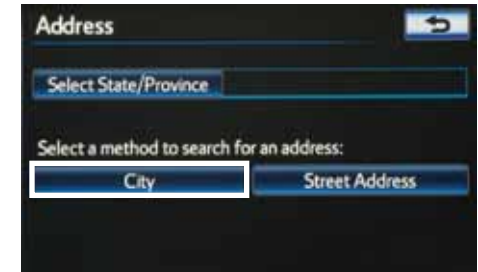 Address
Select State/Province
Select a method to search for an address:
City
Street Address